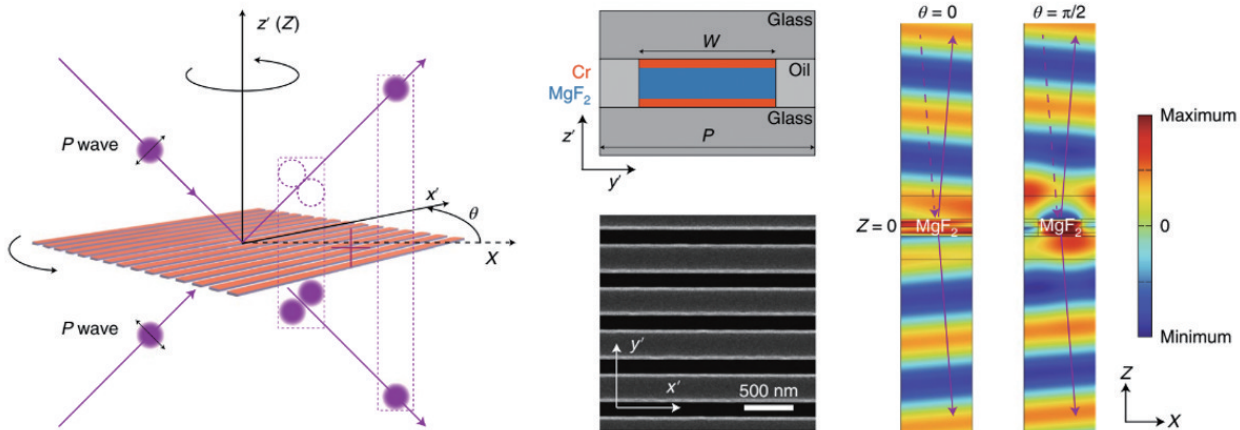 z′ (Z)
P wave
x′
θ
X
P wave
Glass
W
Cr
Oil
MgF₂
Glass
z′
P
y′
y′
x′
500 nm
θ = 0
θ = π/2
Z = 0
MgF₂
MgF₂
Maximum
0
Minimum
Z
X